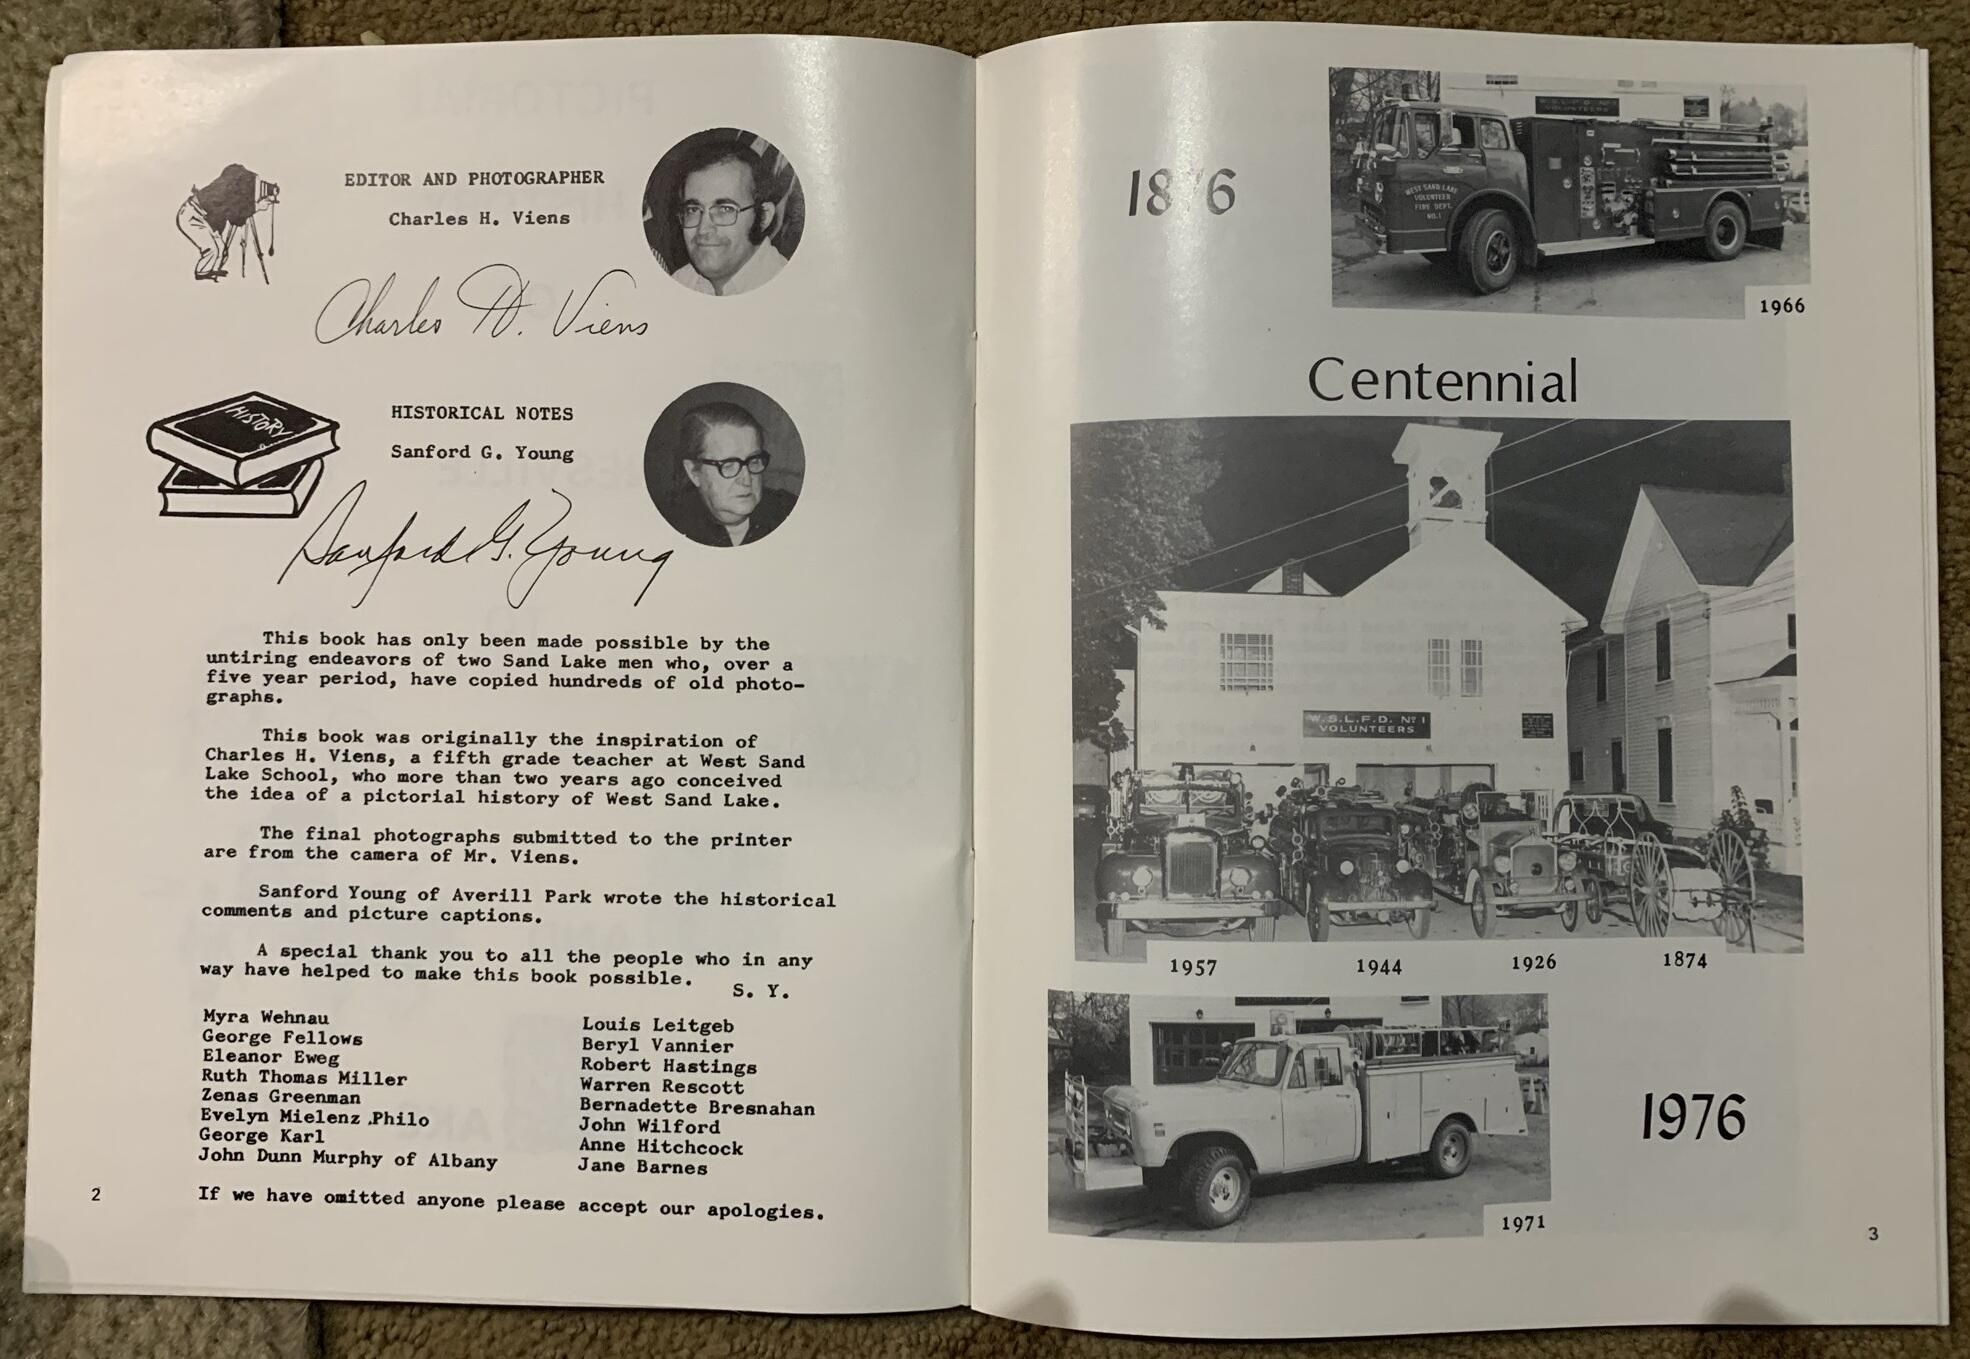 EDITOR AND PHOTOGRAPHER
Charles H. Viens
Charles H. Viens
HISTORY
HISTORICAL NOTES
Sanford G. Young
Sanford G. Young
This book has only been made possible by the
untiring endeavors of two Sand Lake men who, over a
five year period, have copied hundreds of old photo-
graphs.
This book was originally the inspiration of
Charles H. Viens, a fifth grade teacher at West Sand
Lake School, who more than two years ago conceived
the idea of a pictorial history of West Sand Lake.
The final photographs submitted to the printer
are from the camera of Mr. Viens.
Sanford Young of Averill Park wrote the historical
comments and picture captions.
A special thank you to all the people who in any
way have helped to make this book possible.
S. Y.
Myra Wehnau
George Fellows
Eleanor Eweg
Ruth Thomas Miller
Zenas Greenman
Evelyn Mielenz Philo
George Karl
John Dunn Murphy of Albany
Louis Leitgeb
Beryl Vannier
Robert Hastings
Warren Rescott
Bernadette Bresnahan
John Wilford
Anne Hitchcock
Jane Barnes
If we have omitted anyone please accept our apologies.
2
1876
W.S.L.F.D. No 1
VOLUNTEERS
WEST SAND LAKE
VOLUNTEER
FIRE DEPT.
NO. 1
1966
Centennial
W.S.L.F.D. No 1
VOLUNTEERS
1957
1944
1926
1874
1971
1976
3